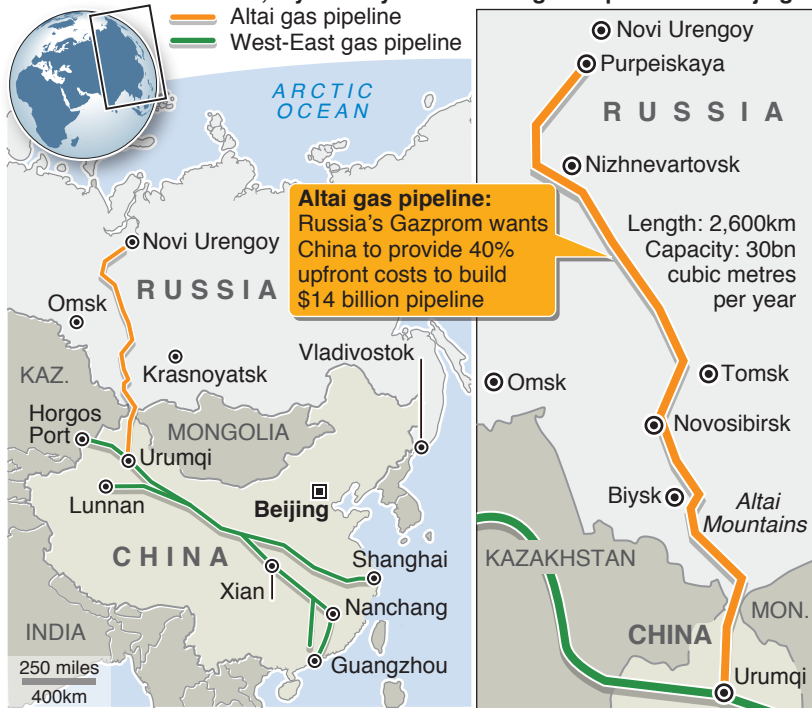 Altai gas pipeline
West-East gas pipeline
ARCTIC
OCEAN
Novi Urengoy
RUSSIA
Omsk
Krasnoyatsk
Vladivostok
KAZ.
Horgos
Port
MONGOLIA
Urumqi
Lunnan
Beijing
CHINA
Shanghai
Xian
Nanchang
INDIA
Guangzhou
250 miles
400km
Altai gas pipeline:
Russia's Gazprom wants
China to provide 40%
upfront costs to build
$14 billion pipeline
Novi Urengoy
Purpeiskaya
RUSSIA
Nizhnevartovsk
Length: 2,600km
Capacity: 30bn
cubic metres
per year
Omsk
Tomsk
Novosibirsk
Biysk
Altai
Mountains
KAZAKHSTAN
MON.
CHINA
Urumqi